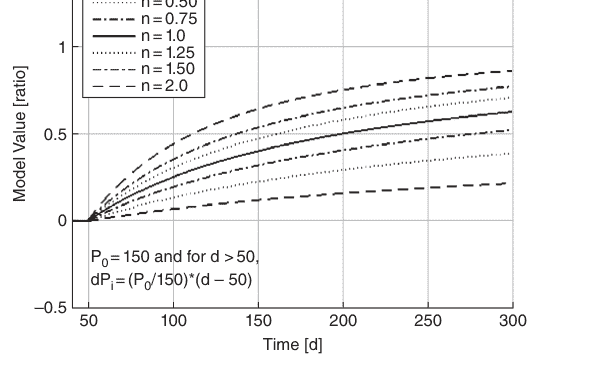 n=0.50
n=0.75
n=1.0
n=1.25
n=1.50
n=2.0
Model Value [ratio]
1
0.5
0
−0.5
P0=150 and for d >50,
dPi=(P0/150)*(d − 50)
50 100 150 200 250 300
Time [d]